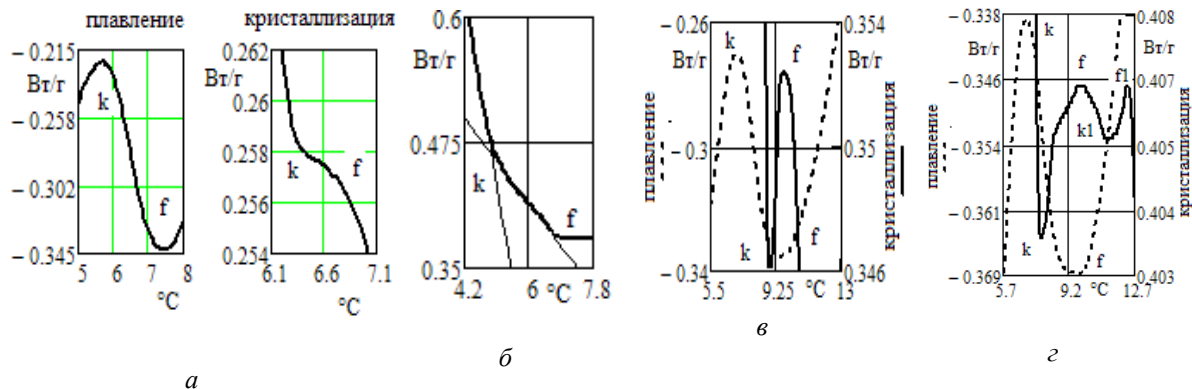 плавление
– 0.215
Вт/г
– 0.258
– 0.302
– 0.345
k
f
5
6
7
8
°C
кристаллизация
0.262
Вт/г
0.26
0.258
0.256
0.254
k
f
6.1
6.6
7.1
°C
а
0.6
Вт/г
0.475
0.35
k
f
4.2
6
°C
7.8
б
– 0.26
Вт/г
– 0.3
– 0.34
плавление
k
f
k
f
0.354
Вт/г
0.35
0.346
кристаллизация
5.5
9.25
°C
13
в
– 0.338
Вт/г
– 0.346
– 0.354
– 0.361
– 0.369
плавление
k
f
f1
k1
k
f
0.408
Вт/г
0.407
0.405
0.404
0.403
кристаллизация
5.7
9.2
°C
12.7
г